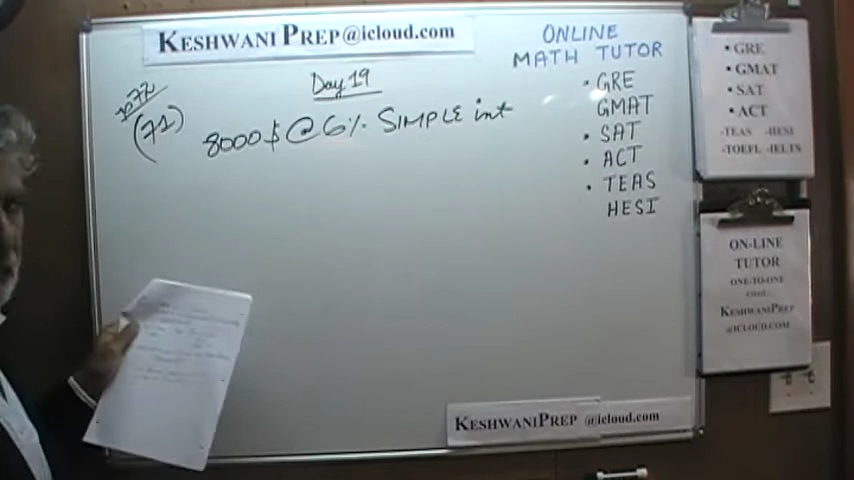 KESHWANI PREP@icloud.com
Day 19
1072
(71)
8000$ @ 6% SIMPLE int
ONLINE
MATH TUTOR
• GRE
GMAT
• SAT
• ACT
• TEAS
HESI
• GRE
• GMAT
• SAT
• ACT
-TEAS -HESI
-TOEFL -IELTS
ON-LINE
TUTOR
ONE-TO-ONE
KESHWANIPREP
@ICLOUD.COM
KESHWANIPREP @icloud.com